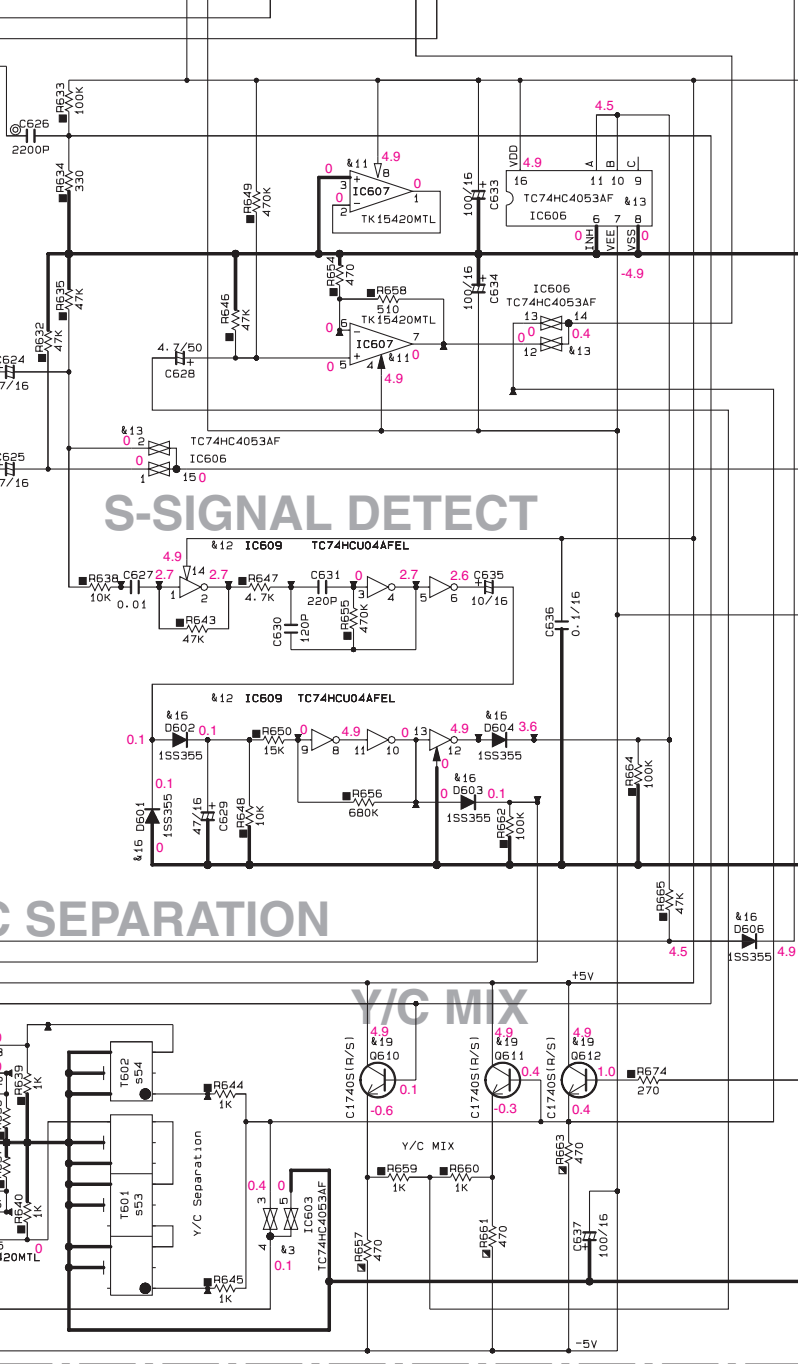 R633
100K
C626
2200P
R634
330
R649
470K
0
4.9
&11
8
3
IC607
0
1
0
2
TK15420MTL
100/16
C633
4.5
VDD
4.9
A
B
C
16
11
10
9
TC74HC4053AF
&13
IC606
6
7
8
0
INH
VEE
VSS
0
-4.9
R635
47K
R632
47K
R646
47K
R654
470
R658
510
TK15420MTL
0
6
IC607
7
0
5
4
&11
0
4.9
100/16
C634
IC606
TC74HC4053AF
13
14
0
0
0.4
12
&13
4.7/50
C628
C624
7/16
&13
0
2
TC74HC4053AF
0
IC606
1
15
0
C625
7/16
S-SIGNAL DETECT
&12 IC609 TC74HCU04AFEL
4.9
14
R638
10K
C627
0.01
2.7
2.7
1
2
R643
47K
R647
4.7K
C631
220P
C630
120P
0
3
4
2.7
R655
470K
5
6
2.6
C635
10/16
C636
0.1/16
&12 IC609 TC74HCU04AFEL
&16
D602
1SS355
0.1
0.1
R650
15K
0
9
8
4.9
11
10
0
13
12
4.9
&16
D604
1SS355
3.6
0.1
&16 D601
1SS355
0
47/16
C629
R648
10K
R656
680K
0
&16
D603
0.1
1SS355
0
R662
100K
R664
100K
R665
47K
C SEPARATION
4.5
&16
D606
1SS355
4.9
+5V
Y/C MIX
4.9
&19
Q610
C1740S(R/S)
0.1
-0.6
4.9
&19
Q611
C1740S(R/S)
0.4
-0.3
4.9
&19
Q612
C1740S(R/S)
1.0
0.4
R674
270
R639
1K
T602
S54
R644
1K
Y/C Separation
T601
S53
R640
1K
0
420MTL
R645
1K
0.4
0
3
5
4
&3
0.1
IC603
TC74HC4053AF
Y/C MIX
R659
1K
R660
1K
R663
470
R657
470
R661
470
C637
100/16
-5V